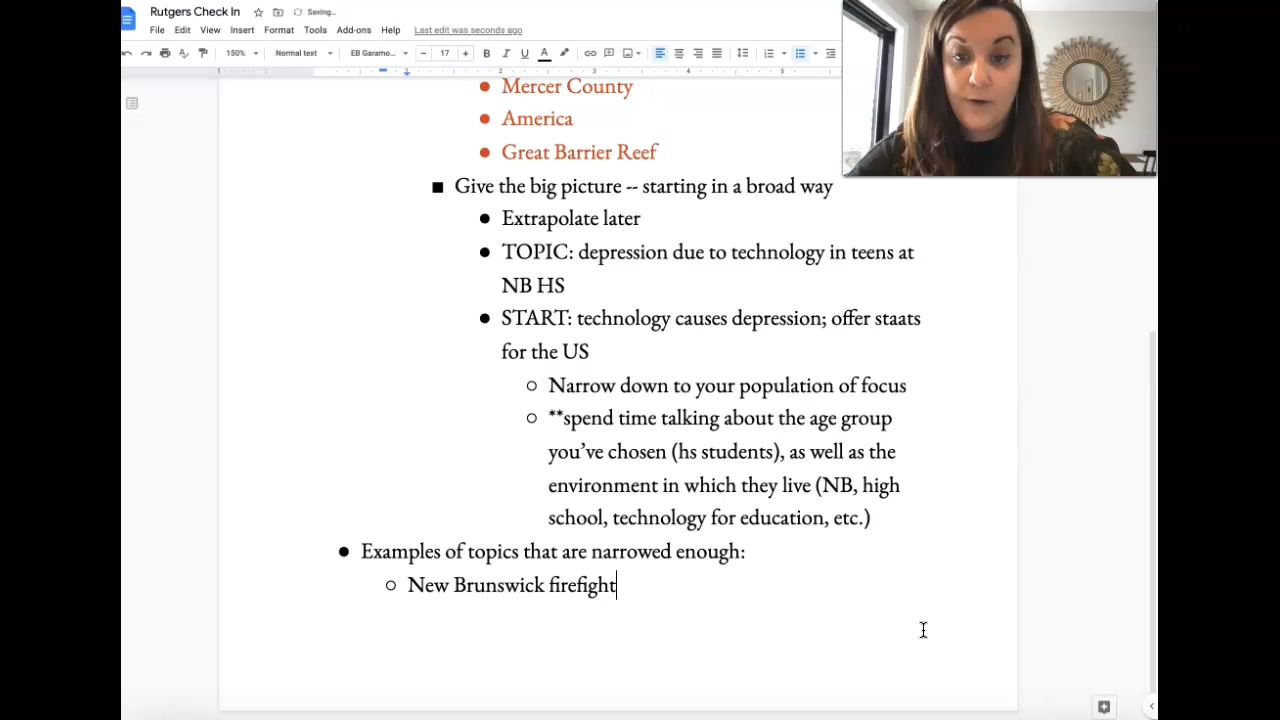 Rutgers Check In
Saving...
File Edit View Insert Format Tools Add-ons Help Last edit was seconds ago
150% Normal text EB Garamo... 17 B I U A
1 2 3 4 5
Mercer County
America
Great Barrier Reef
Give the big picture -- starting in a broad way
Extrapolate later
TOPIC: depression due to technology in teens at
NB HS
START: technology causes depression; offer staats
for the US
Narrow down to your population of focus
**spend time talking about the age group
you've chosen (hs students), as well as the
environment in which they live (NB, high
school, technology for education, etc.)
Examples of topics that are narrowed enough:
New Brunswick firefight